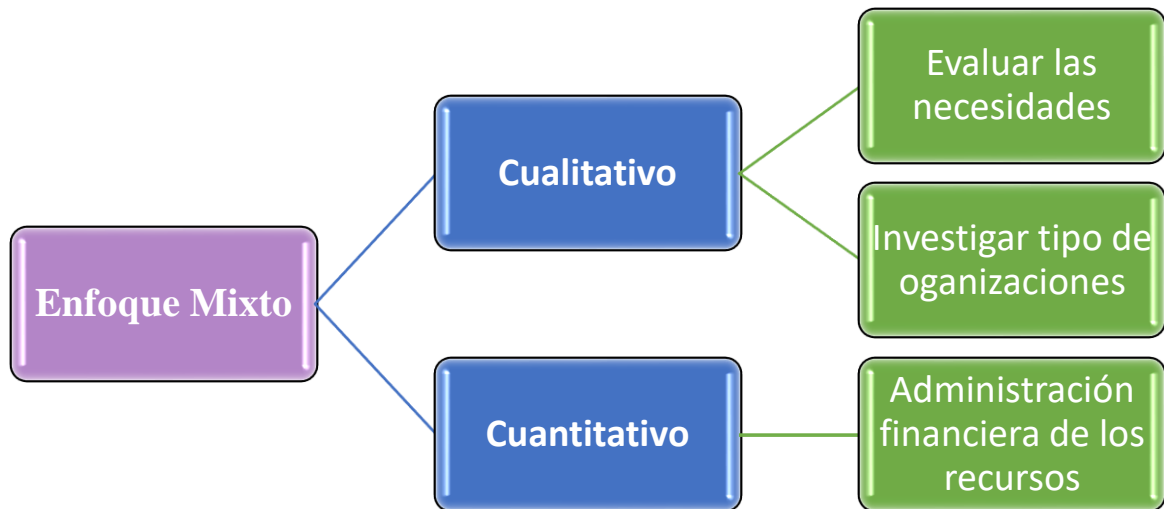 Enfoque Mixto
Cualitativo
Evaluar las
necesidades
Investigar tipo de
oganizaciones
Cuantitativo
Administración
financiera de los
recursos